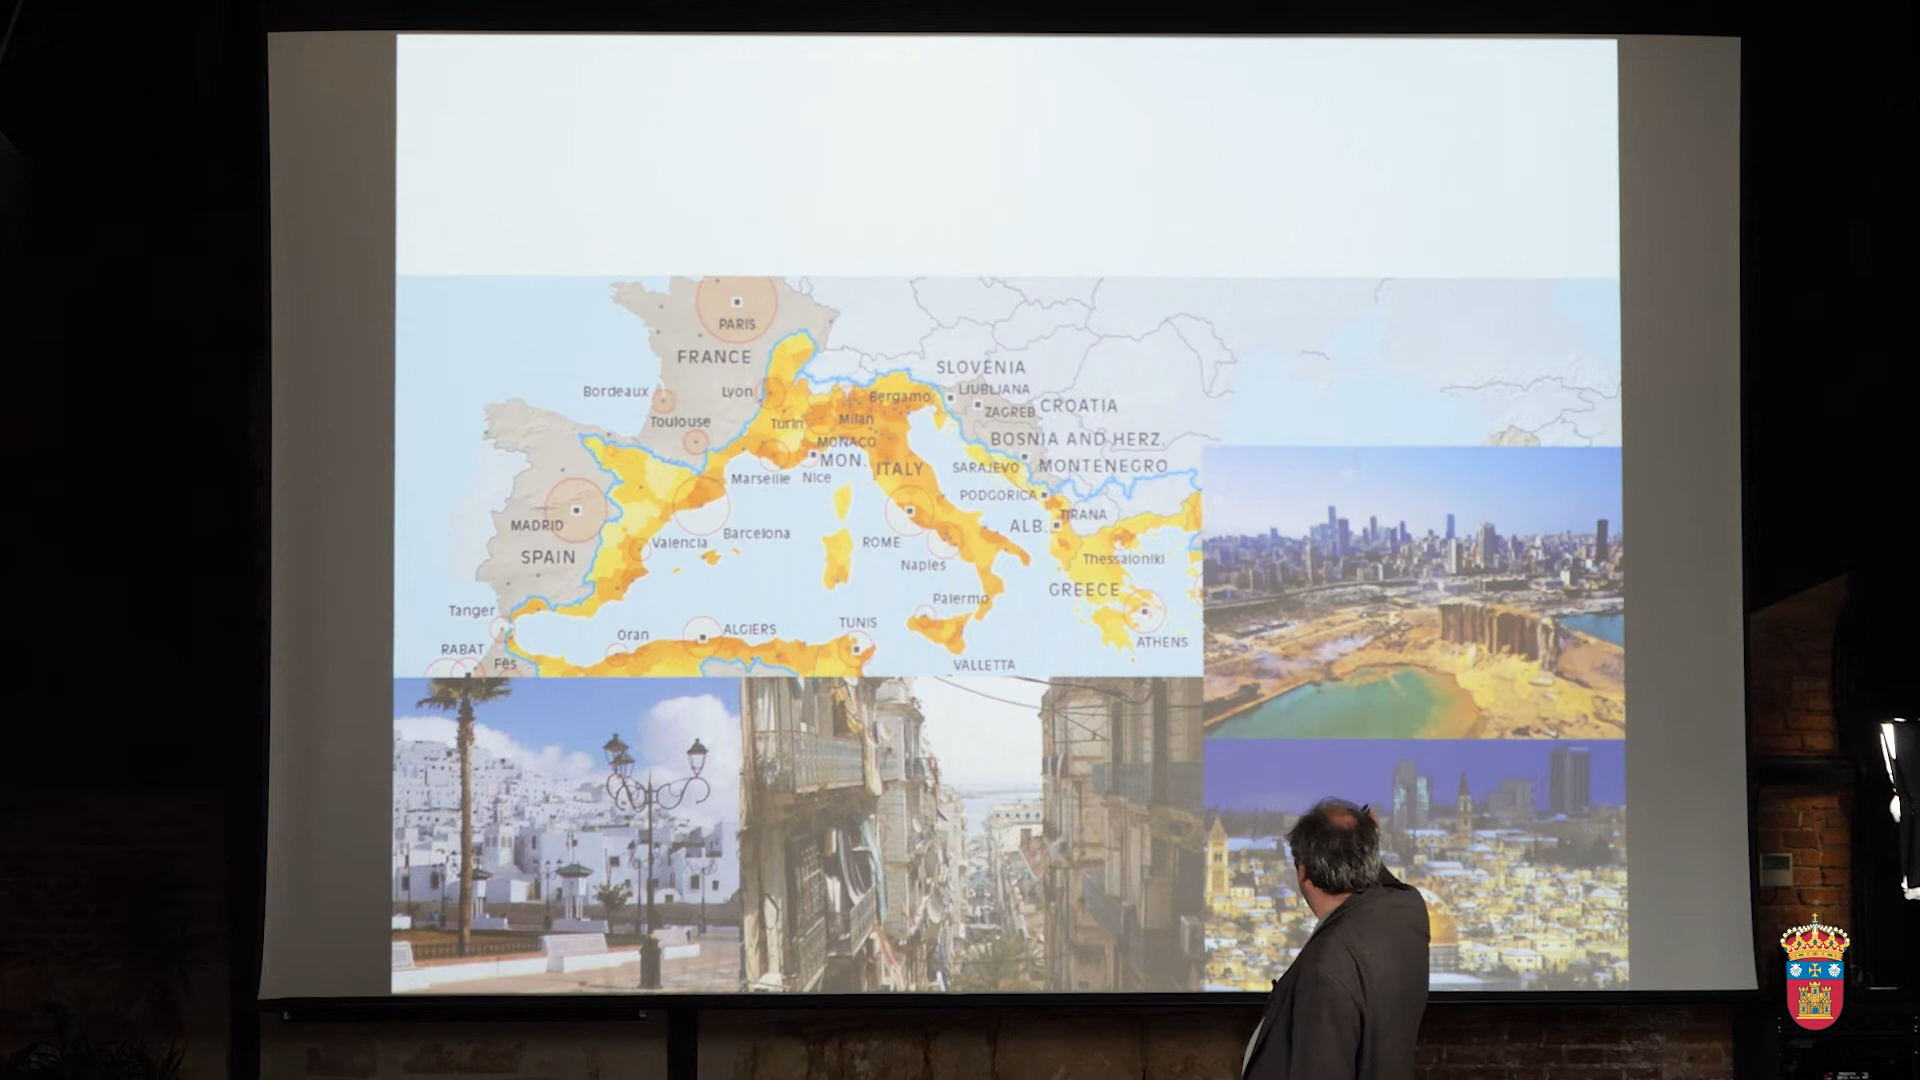 PARIS
FRANCE
SLOVENIA
Bordeaux
Lyon
LJUBLJANA
Bergamo
ZAGREB
CROATIA
Toulouse
Turin
Milan
MONACO
BOSNIA AND HERZ.
MON.
ITALY
SARAJEVO
MONTENEGRO
Marseille
Nice
PODGORICA
MADRID
TIRANA
ALB.
Barcelona
Valencia
ROME
SPAIN
Naples
Thessaloniki
GREECE
Palermo
Tanger
ALGIERS
TUNIS
Oran
ATHENS
RABAT
Fès
VALLETTA